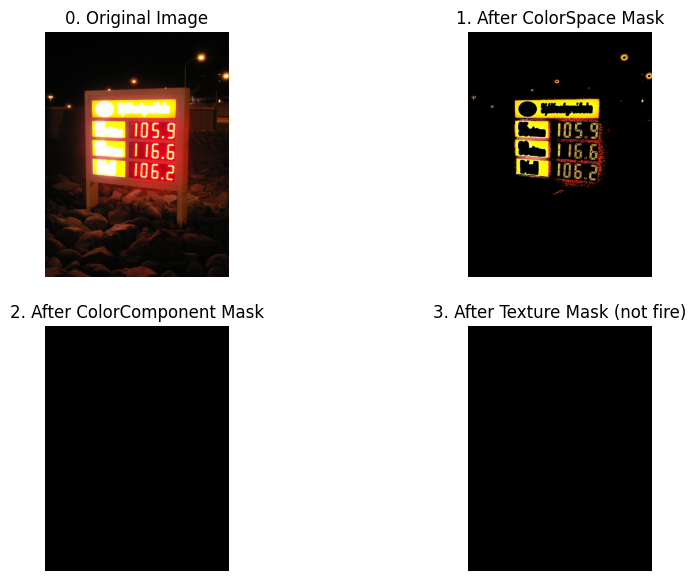 0. Original Image
105.9
116.6
106.2
1. After ColorSpace Mask
105.9
116.6
106.2
2. After ColorComponent Mask
3. After Texture Mask (not fire)